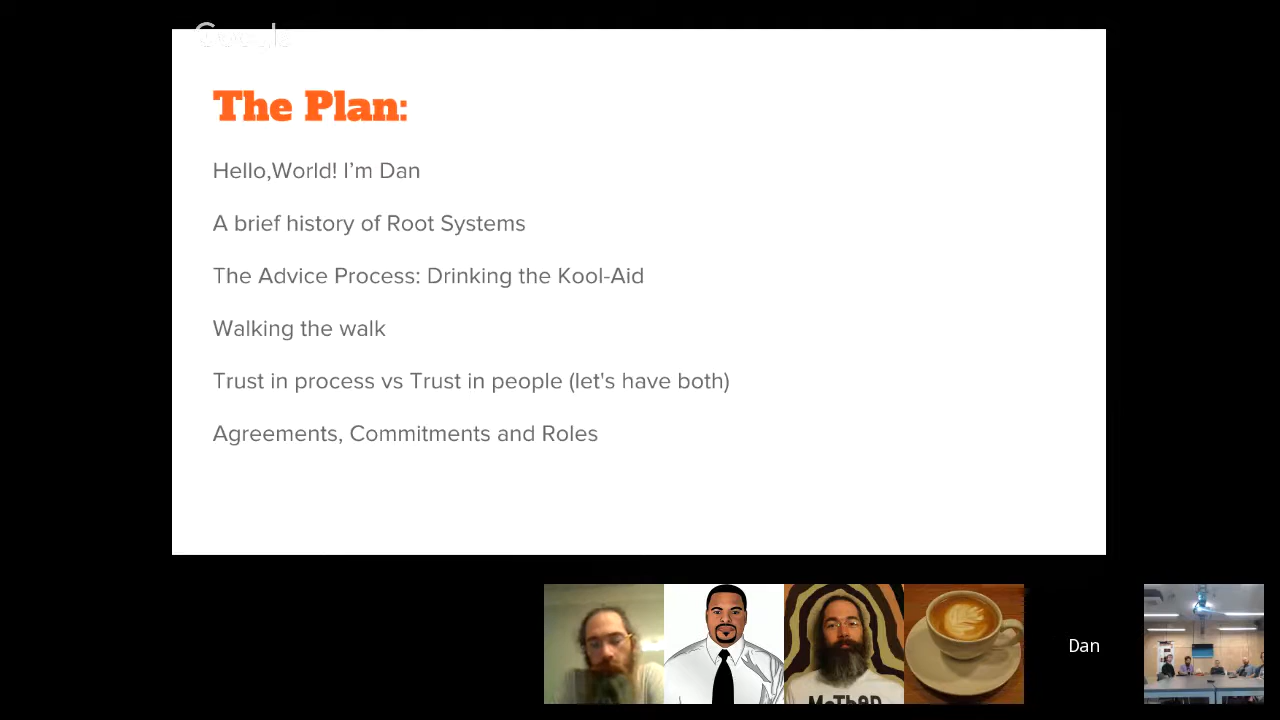 Google
The Plan:
Hello,World! I'm Dan
A brief history of Root Systems
The Advice Process: Drinking the Kool-Aid
Walking the walk
Trust in process vs Trust in people (let's have both)
Agreements, Commitments and Roles
Dan